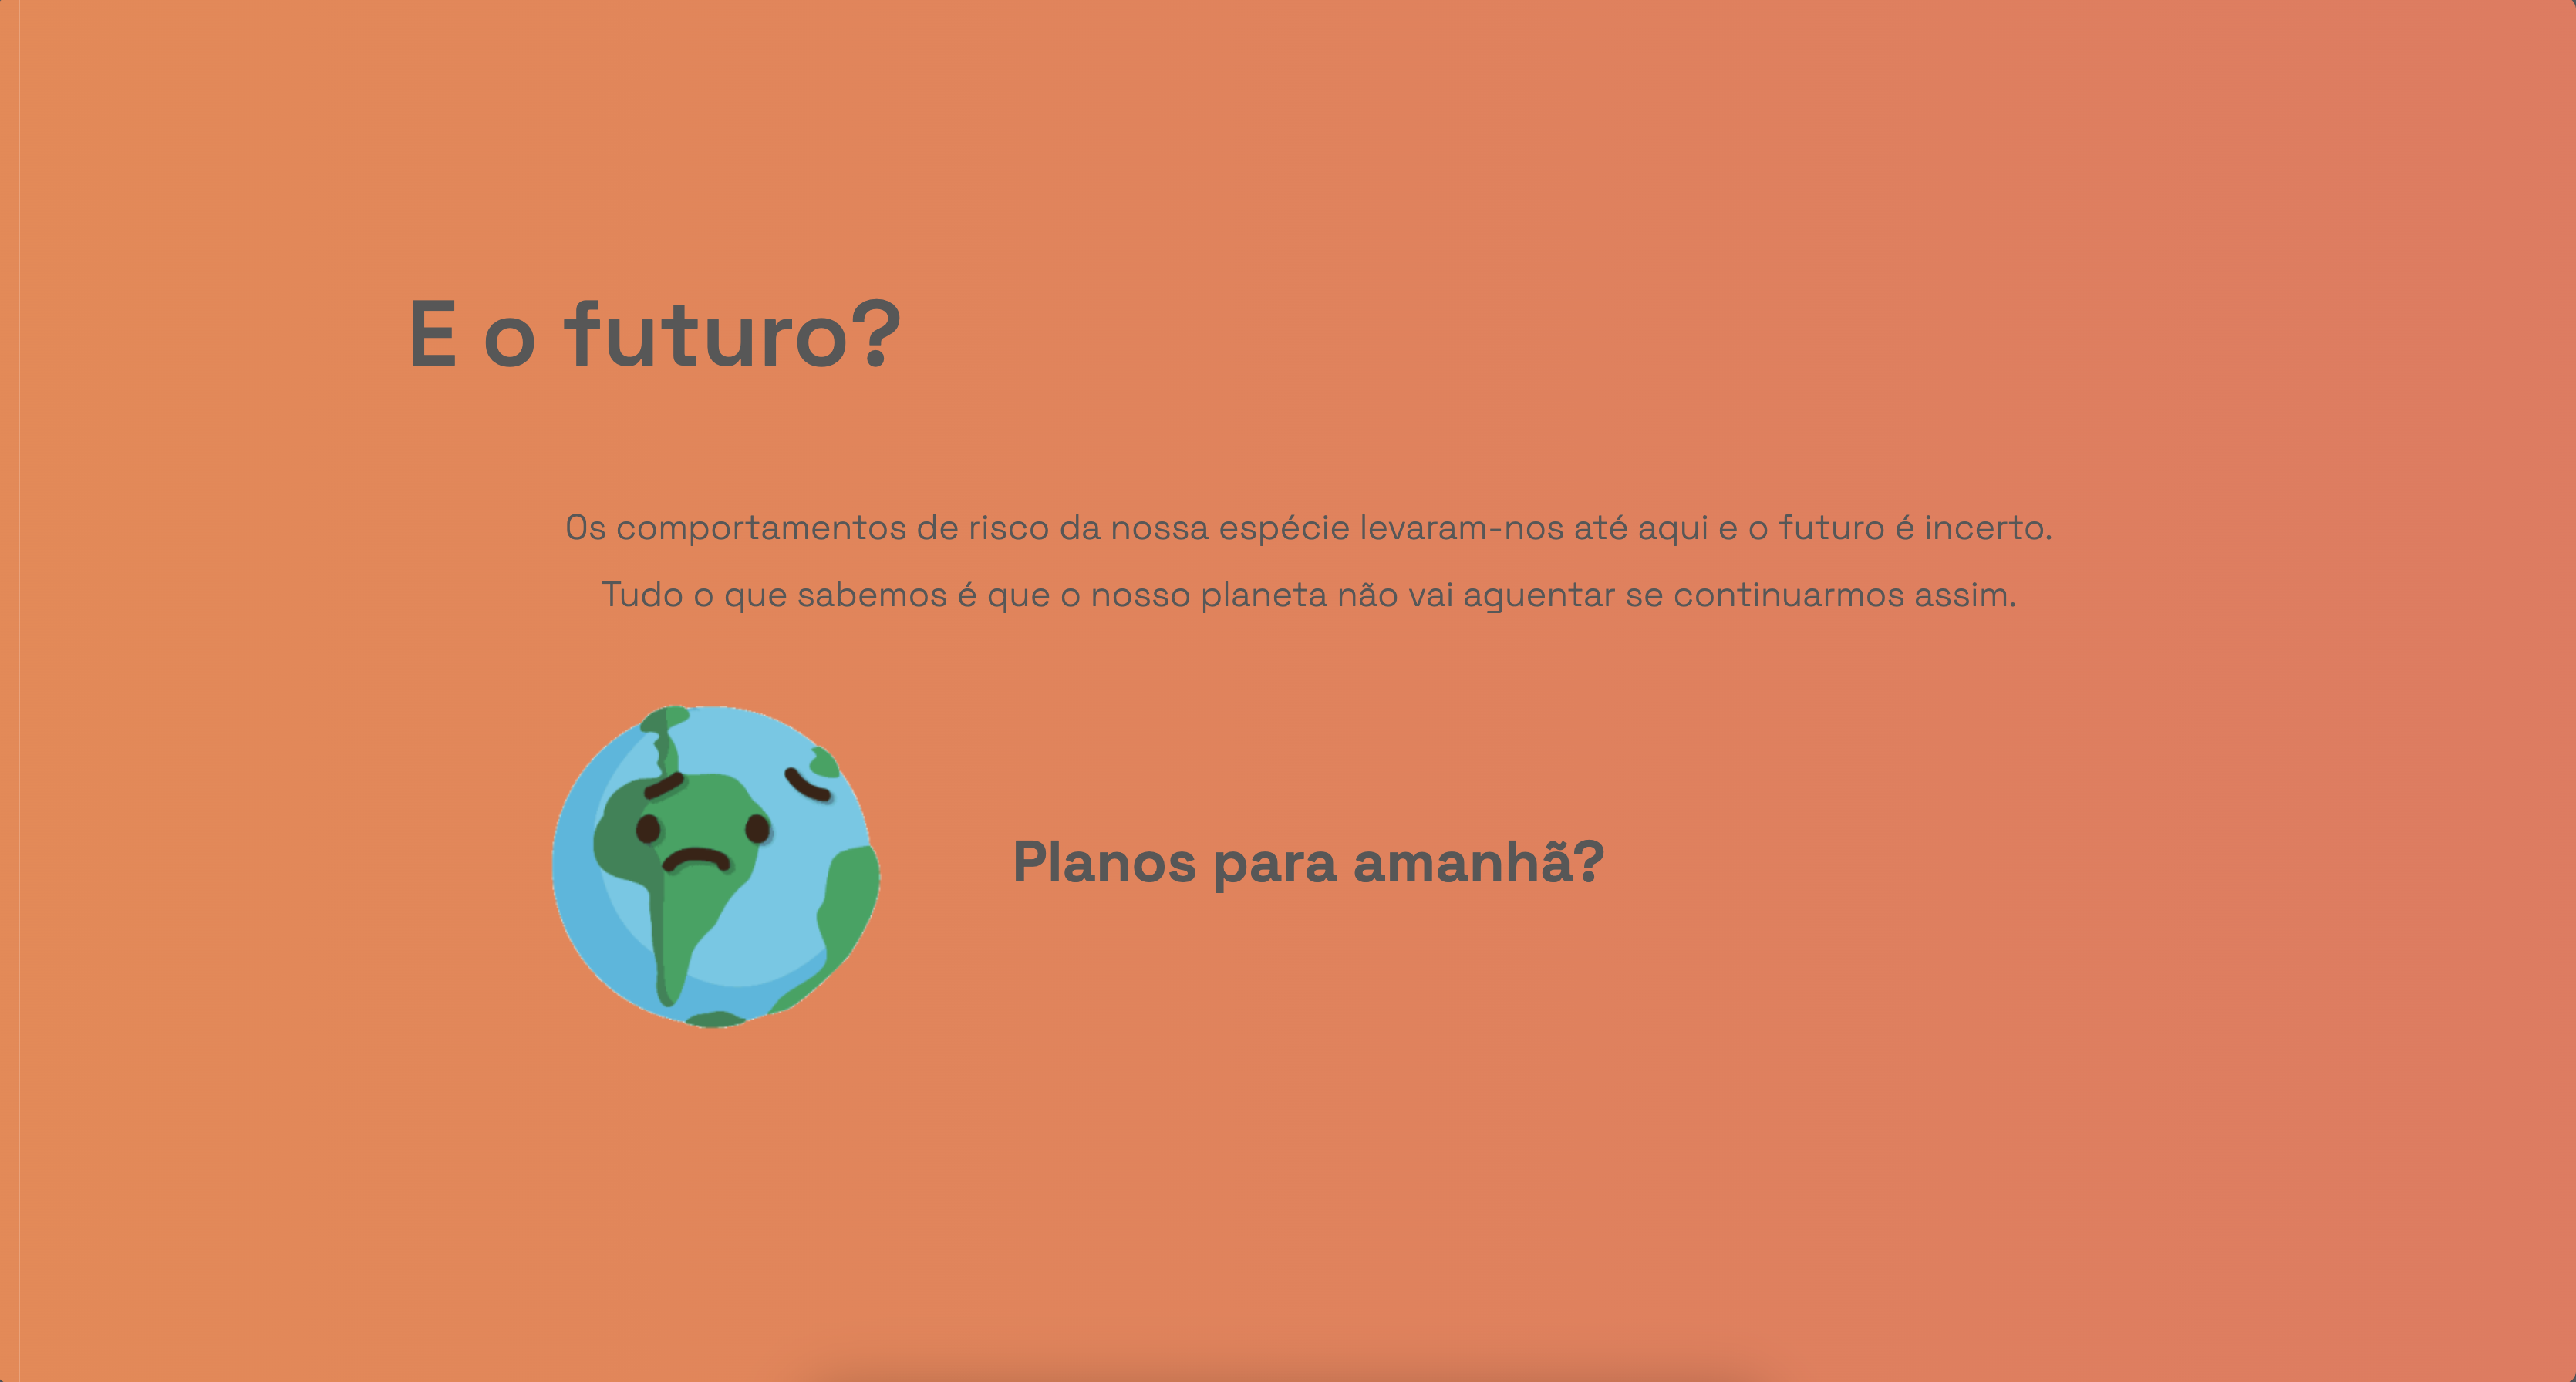 E o futuro?
Os comportamentos de risco da nossa espécie levaram-nos até aqui e o futuro é incerto.
Tudo o que sabemos é que o nosso planeta não vai aguentar se continuarmos assim.
Planos para amanhã?